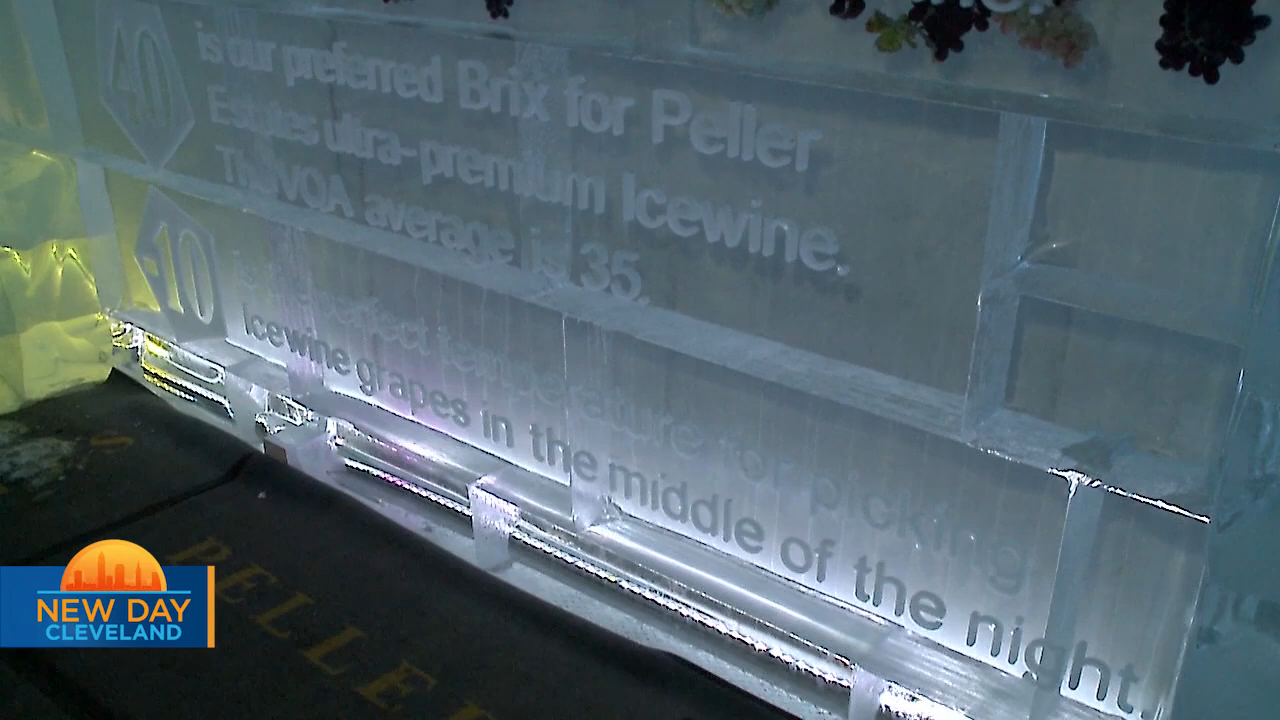 40
is our preferred Brix for Peller
Estates ultra-premium Icewine.
The VQA average is 35.
-10
is the perfect temperature for picking
Icewine grapes in the middle of the night.
PELLE
NEW DAY
CLEVELAND